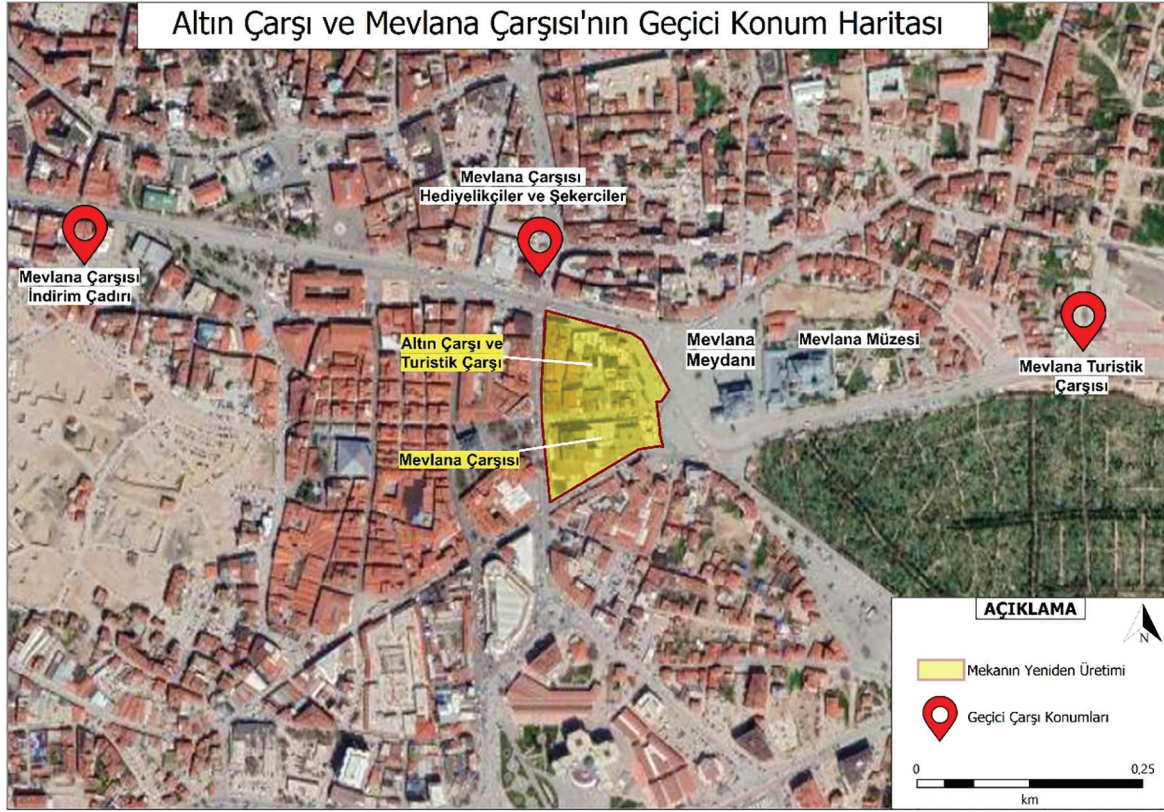 Altın Çarşı ve Mevlana Çarşısı'nın Geçici Konum Haritası
Mevlana Çarşısı
Hediyelikçiler ve Şekerciler
Mevlana Çarşısı
İndirim Çadırı
Altın Çarşı ve
Turistik Çarşı
Mevlana
Meydanı
Mevlana Müzesi
Mevlana Turistik
Çarşısı
Mevlana Çarşısı
AÇIKLAMA
N
Mekanın Yeniden Üretimi
Geçici Çarşı Konumları
0 0,25
km